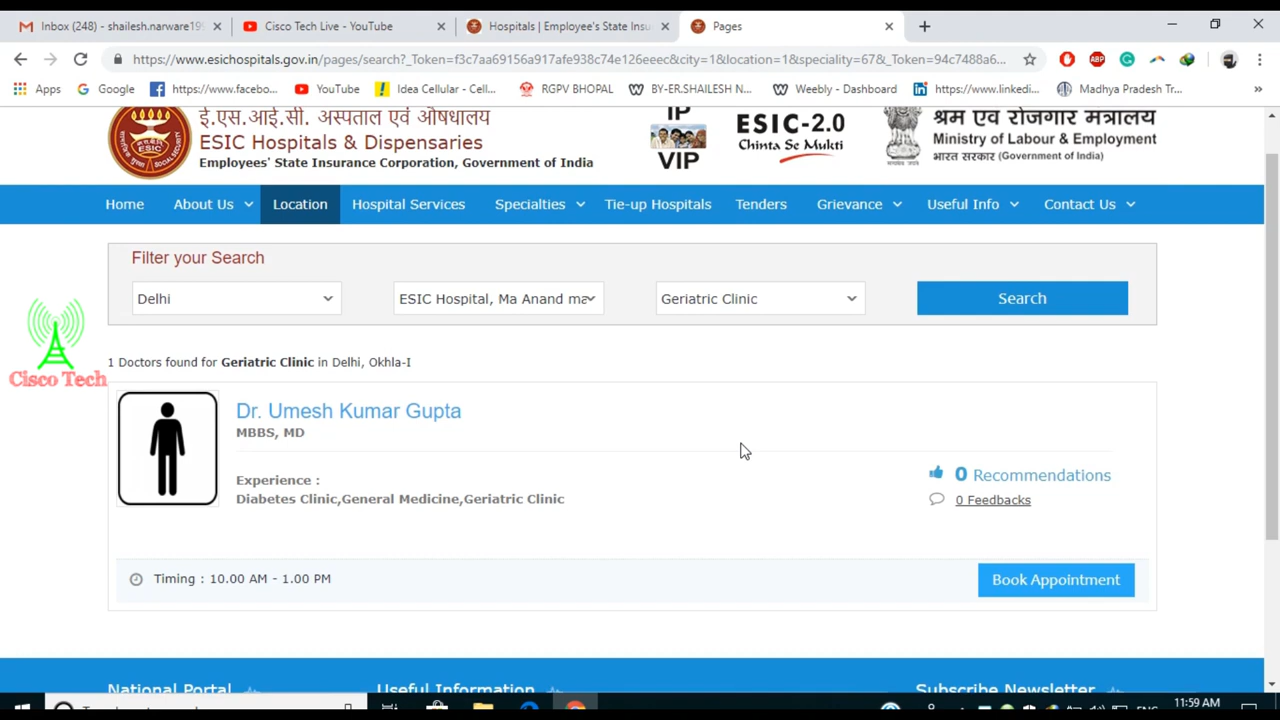 Inbox (248) - shailesh.narware199
Cisco Tech Live - YouTube
Hospitals | Employee's State Insu
Pages
https://www.esichospitals.gov.in/pages/search?_Token=f3c7aa69156a917afe938c74e126eeec&city=1&location=1&speciality=67&_Token=94c7488a6...
ABP
Apps
Google
https://www.facebo...
YouTube
Idea Cellular - Cell...
RGPV BHOPAL
BY-ER.SHAILESH N...
Weekly - Dashboard
https://www.linkedi...
Madhya Pradesh Tr...
»
ई.एस.आई.सी. अस्पताल एवं औषधालय
ESIC Hospitals & Dispensaries
Employees' State Insurance Corporation, Government of India
ESIC
IP
VIP
ESIC-2.0
Chinta Se Mukti
श्रम एवं रोजगार मंत्रालय
Ministry of Labour & Employment
भारत सरकार (Government of India)
Home
About Us
Location
Hospital Services
Specialties
Tie-up Hospitals
Tenders
Grievance
Useful Info
Contact Us
Filter your Search
Delhi
ESIC Hospital, Ma Anand ma
Geriatric Clinic
Search
Cisco Tech
1 Doctors found for Geriatric Clinic in Delhi, Okhla-I
Dr. Umesh Kumar Gupta
MBBS, MD
Experience :
Diabetes Clinic,General Medicine,Geriatric Clinic
0 Recommendations
0 Feedbacks
Timing : 10.00 AM - 1.00 PM
Book Appointment
National Portal
Useful Information
Subscribe Newsletter
11:59 AM